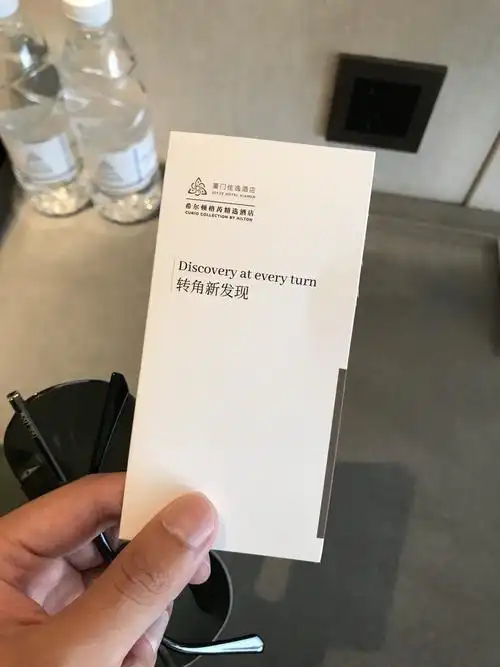 厦门佳逸酒店
希尔顿格芮精选酒店
CURIO COLLECTION BY HILTON
Discovery at every turn
转角新发现